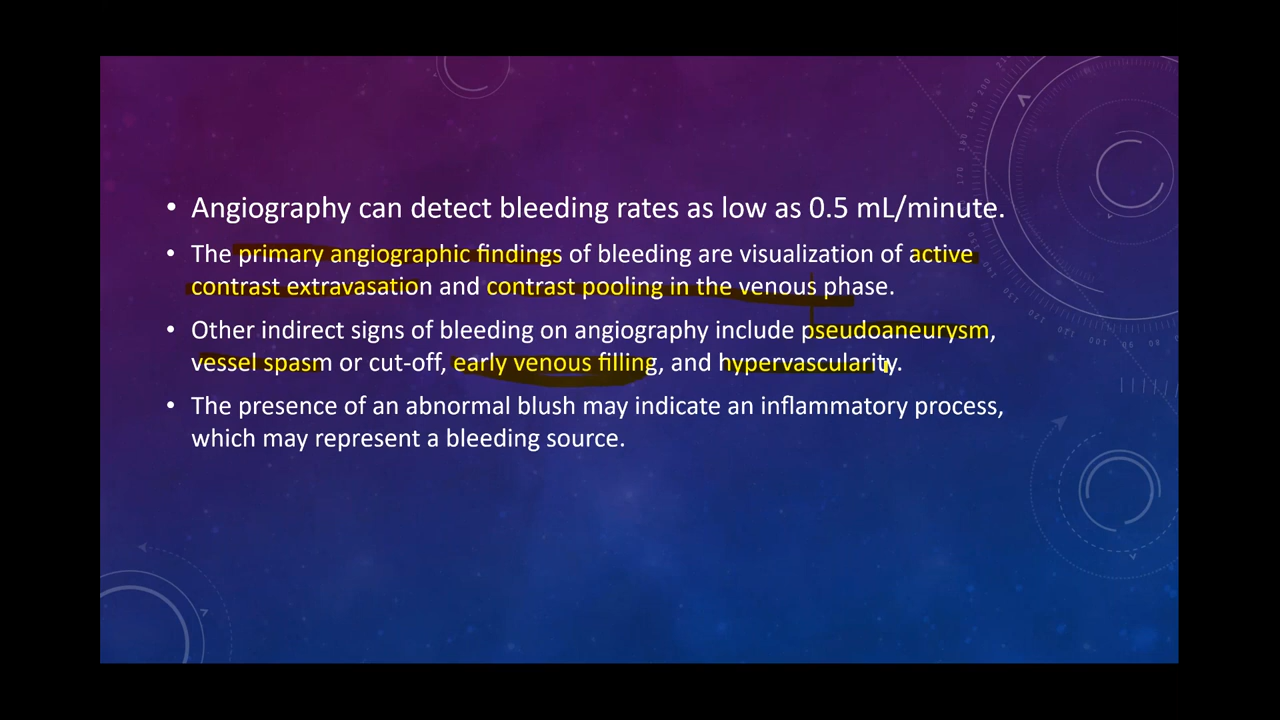 • Angiography can detect bleeding rates as low as 0.5 mL/minute.
• The primary angiographic findings of bleeding are visualization of active
contrast extravasation and contrast pooling in the venous phase.
• Other indirect signs of bleeding on angiography include pseudoaneurysm,
vessel spasm or cut-off, early venous filling, and hypervascularity.
• The presence of an abnormal blush may indicate an inflammatory process,
which may represent a bleeding source.